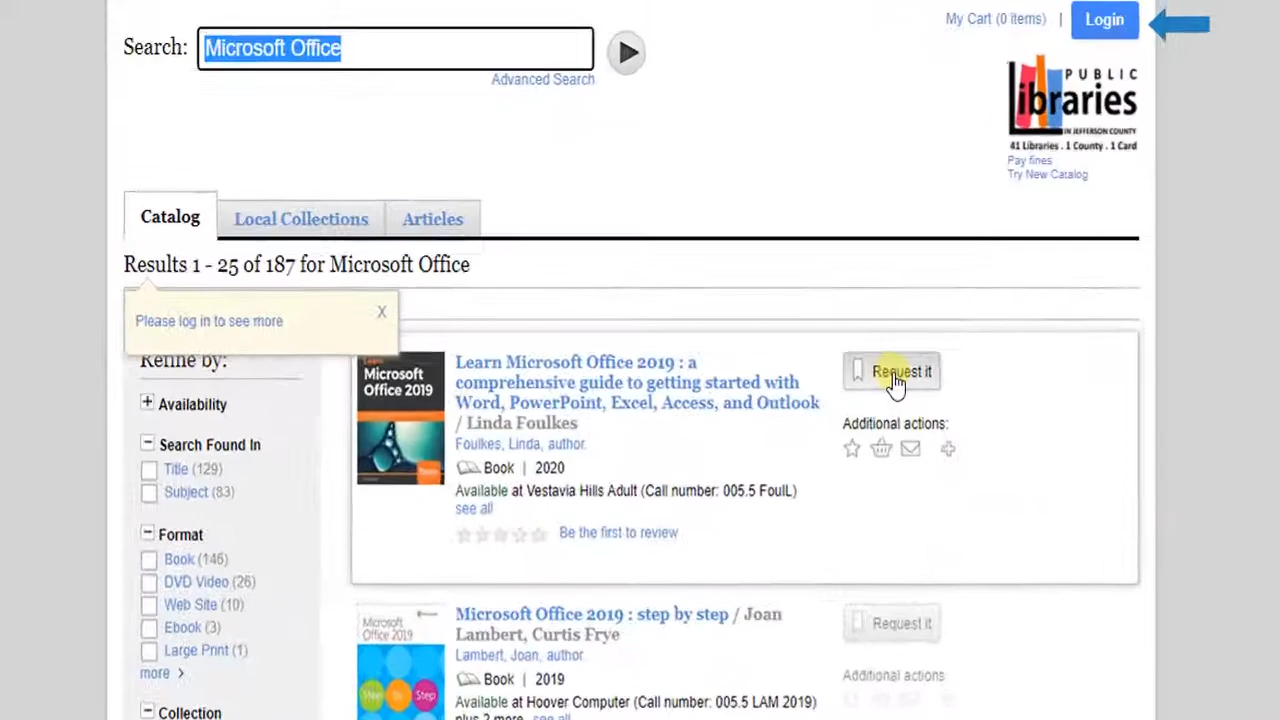 My Cart (0 items) | Login
Search: Microsoft Office
Advanced Search
PUBLIC
Libraries
IN JEFFERSON COUNTY
41 Libraries . 1 County . 1 Card
Pay fines
Try New Catalog
Catalog Local Collections Articles
Results 1 - 25 of 187 for Microsoft Office
Please log in to see more X
Refine by:
Availability
Search Found In
Title (129)
Subject (83)
Format
Book (146)
DVD Video (26)
Web Site (10)
Ebook (3)
Large Print (1)
more >
Collection
Learn
Microsoft
Office 2019
Learn Microsoft Office 2019 : a
comprehensive guide to getting started with
Word, PowerPoint, Excel, Access, and Outlook
/ Linda Foulkes
Foulkes, Linda, author.
Book | 2020
Available at Vestavia Hills Adult (Call number: 005.5 FoulL)
see all
Be the first to review
Request it
Additional actions:
Microsoft
Office 2019
Step by Step
Microsoft Office 2019 : step by step / Joan
Lambert, Curtis Frye
Lambert, Joan, author.
Book | 2019
Available at Hoover Computer (Call number: 005.5 LAM 2019)
plus 2 more see all
Request it
Additional actions